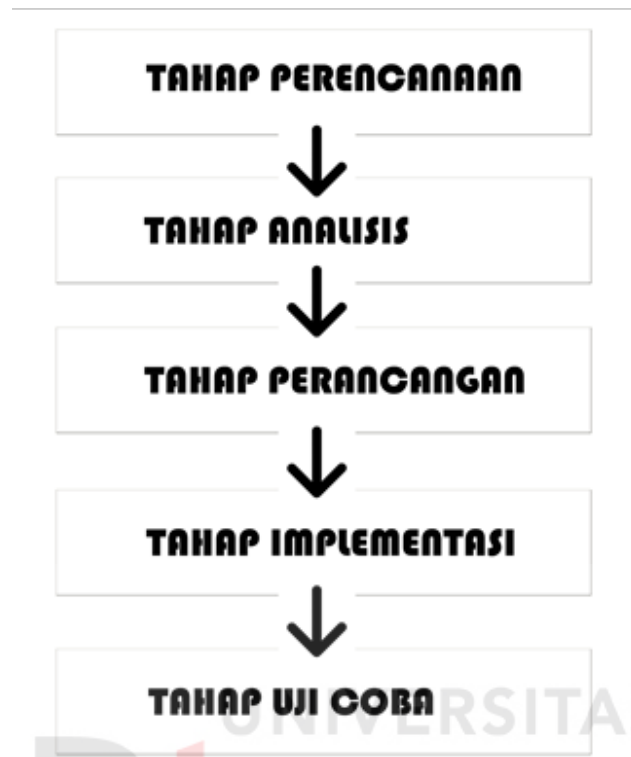 TAHAP PERENCANAAN
TAHAP ANALISIS
TAHAP PERANCANGAN
TAHAP IMPLEMENTASI
TAHAP UJI COBA
UNIVERSITA